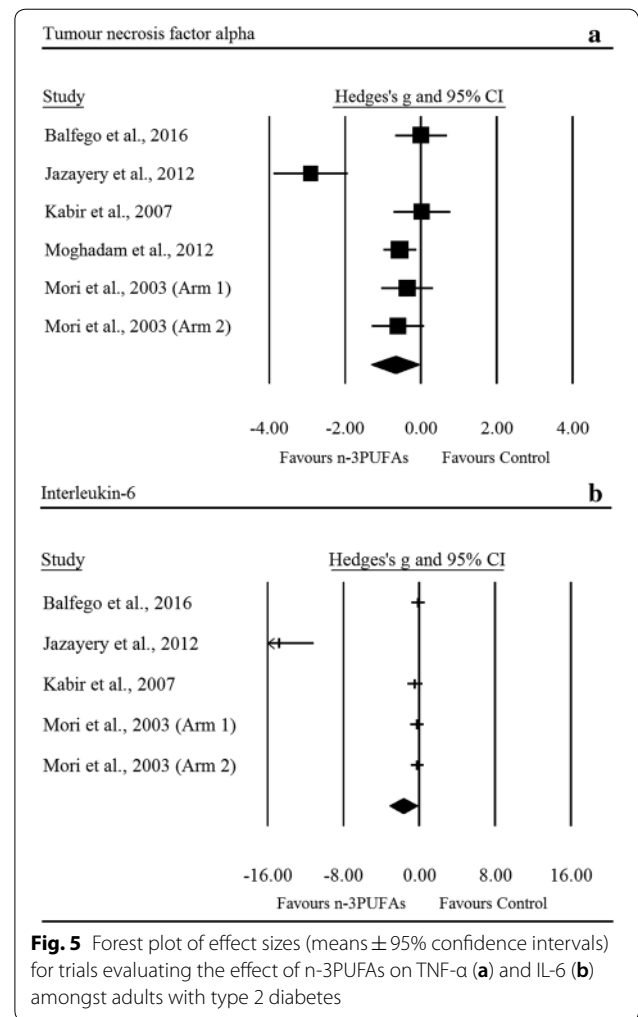 Tumour necrosis factor alpha a
Study Hedges's g and 95% CI
Balfego et al., 2016
Jazayery et al., 2012
Kabir et al., 2007
Moghadam et al., 2012
Mori et al., 2003 (Arm 1)
Mori et al., 2003 (Arm 2)
-4.00 -2.00 0.00 2.00 4.00
Favours n-3PUFAs Favours Control
Interleukin-6 b
Study Hedges's g and 95% CI
Balfego et al., 2016
Jazayery et al., 2012
Kabir et al., 2007
Mori et al., 2003 (Arm 1)
Mori et al., 2003 (Arm 2)
-16.00 -8.00 0.00 8.00 16.00
Favours n-3PUFAs Favours Control
Fig. 5 Forest plot of effect sizes (means ± 95% confidence intervals)
for trials evaluating the effect of n-3PUFAs on TNF-α (a) and IL-6 (b)
amongst adults with type 2 diabetes